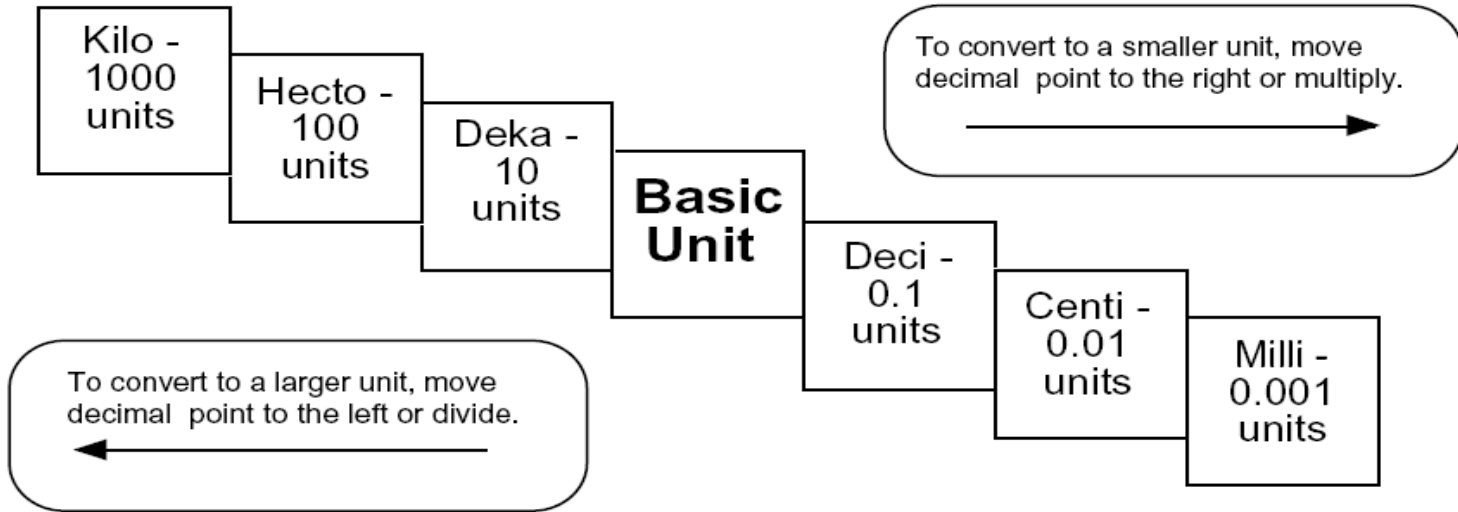 Kilo -
1000
units
Hecto -
100
units
Deka -
10
units
Basic
Unit
Deci -
0.1
units
Centi -
0.01
units
Milli -
0.001
units
To convert to a smaller unit, move
decimal point to the right or multiply.
To convert to a larger unit, move
decimal point to the left or divide.